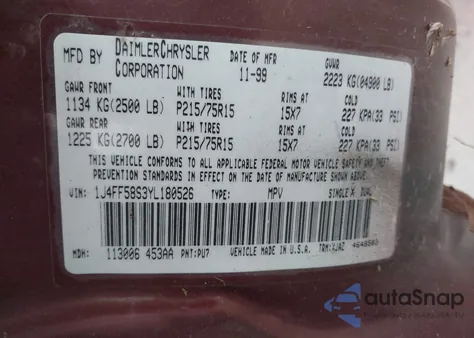 MFD BY DAIMLERCHRYSLER CORPORATION DATE OF MFR 11-99 GVWR 2223 KG(04900 LB)
GAWR FRONT WITH TIRES RIMS AT COLD
1134 KG(2500 LB) P215/75R15 15X7 227 KPA(33 PSI)
GAWR REAR WITH TIRES RIMS AT COLD
1225 KG(2700 LB) P215/75R15 15X7 227 KPA(33 PSI)
THIS VEHICLE CONFORMS TO ALL APPLICABLE FEDERAL MOTOR VEHICLE SAFETY AND THEFT
PREVENTION STANDARDS IN EFFECT ON THE DATE OF MANUFACTURE SHOWN ABOVE.
VIN: 1J4FF58S3YL180526 TYPE: MPV SINGLE X DUAL
MDH: 113006 453AA PNT:PU7 VEHICLE MADE IN U.S.A. TRM: 4648503
autoSnap